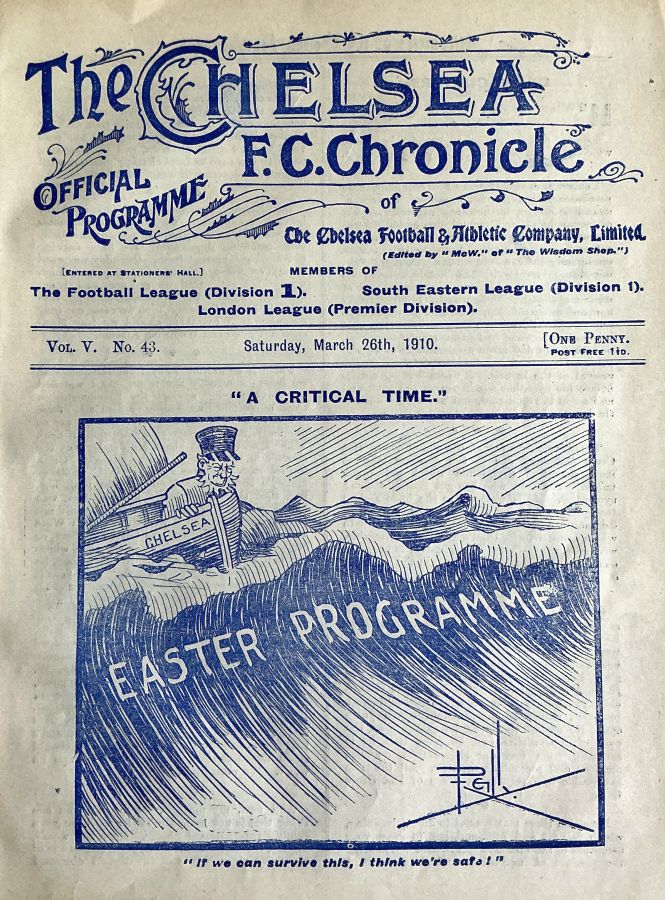 The CHELSEA
F.C. Chronicle
OFFICIAL
PROGRAMME
of
The Chelsea Football & Athletic Company, Limited.
(Edited by "McW." of "The Wisdom Shop.")
[ENTERED AT STATIONERS' HALL.]
MEMBERS OF
The Football League (Division 1). South Eastern League (Division 1).
London League (Premier Division).
VOL. V. No. 43. Saturday, March 26th, 1910. [ONE PENNY.
POST FREE 1½D.
"A CRITICAL TIME."
CHELSEA
EASTER PROGRAMME
"If we can survive this, I think we're safe!"